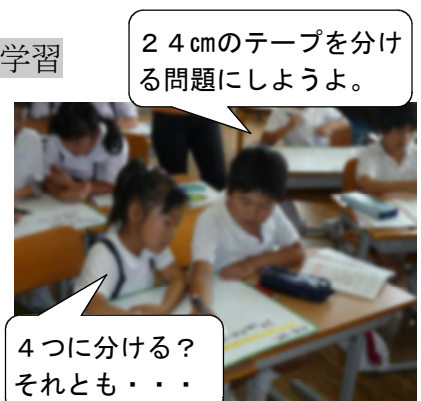 学習
２４㎝のテープを分け
る問題にしようよ。
４つに分ける？
それとも・・・